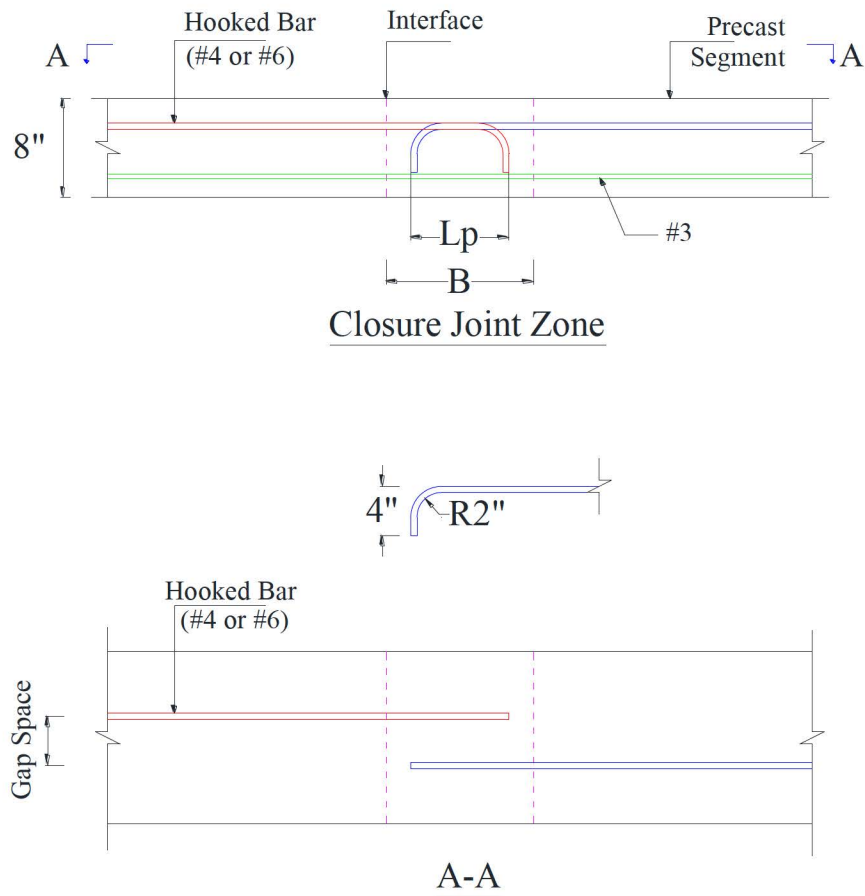 Hooked Bar
(#4 or #6)
Interface
Precast
Segment
A
A
8"
#3
Lp
B
Closure Joint Zone
4"
R2"
Hooked Bar
(#4 or #6)
Gap Space
A-A